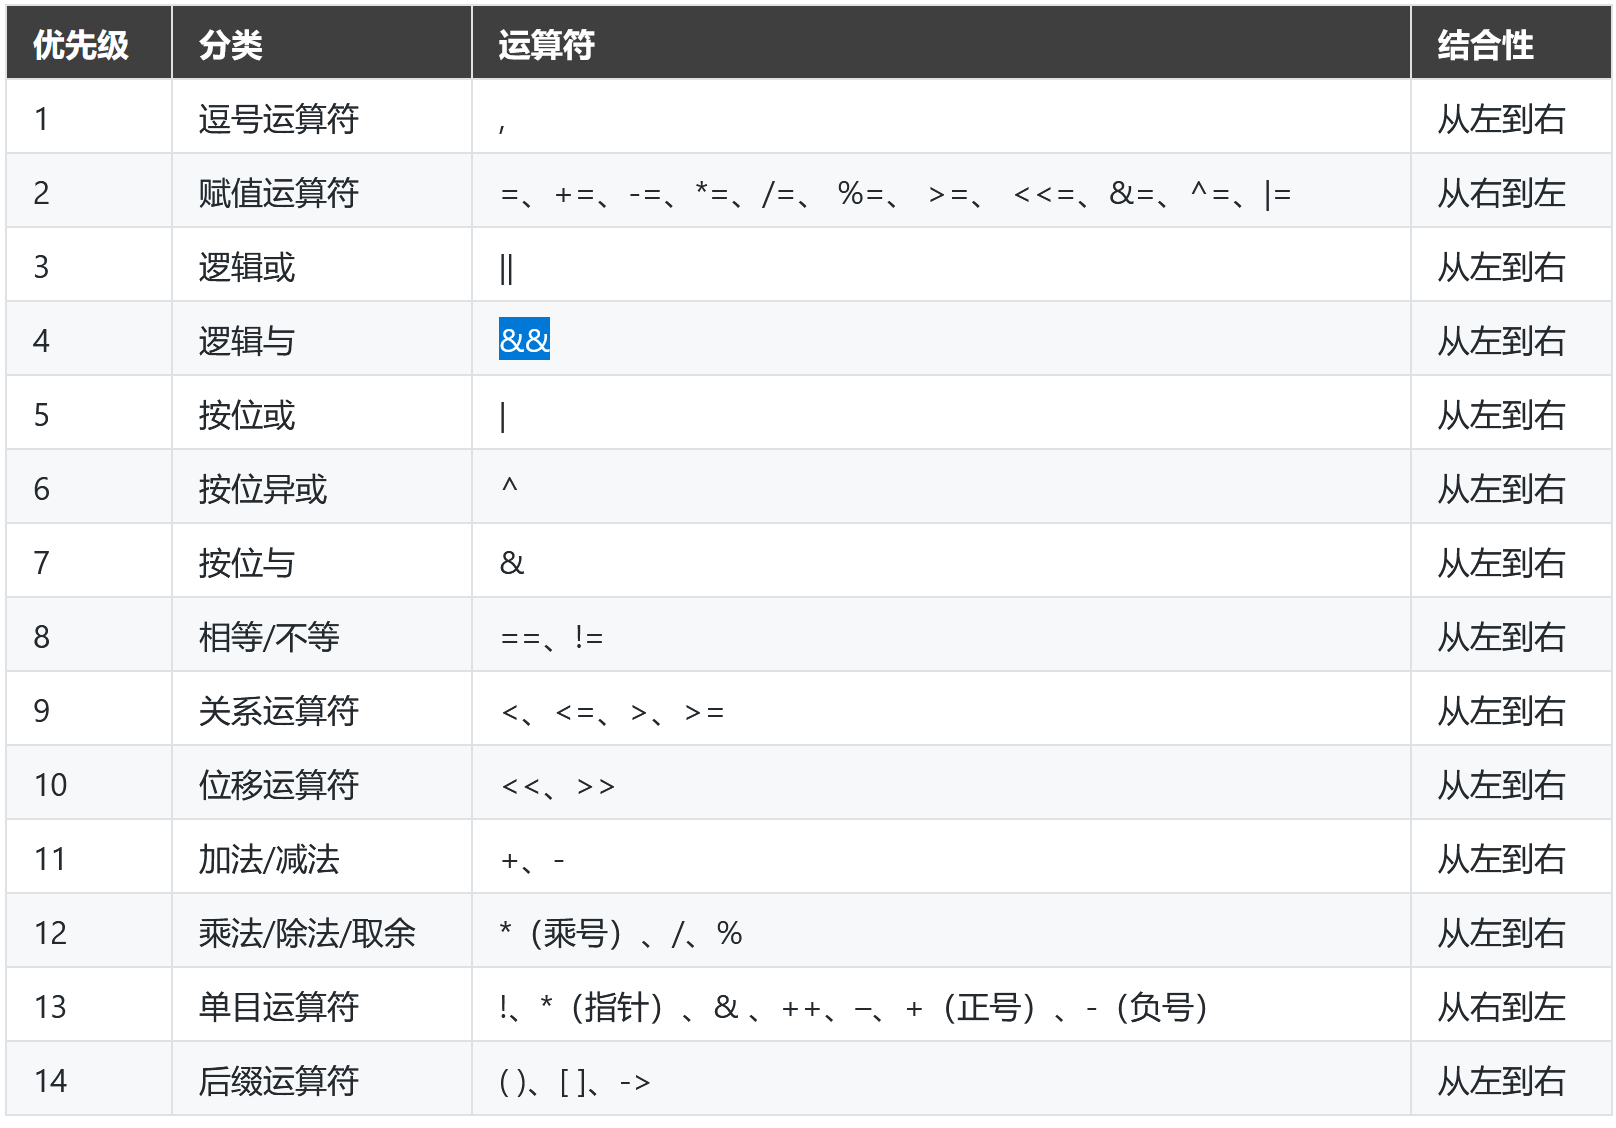 优先级 分类 运算符 结合性
1 逗号运算符 , 从左到右
2 赋值运算符 =、+=、-=、*=、/=、 %=、 >=、 <<=、&=、^=、|= 从右到左
3 逻辑或 || 从左到右
4 逻辑与 && 从左到右
5 按位或 | 从左到右
6 按位异或 ^ 从左到右
7 按位与 & 从左到右
8 相等/不等 ==、!= 从左到右
9 关系运算符 <、<=、>、>= 从左到右
10 位移运算符 <<、>> 从左到右
11 加法/减法 +、- 从左到右
12 乘法/除法/取余 *（乘号）、/、% 从左到右
13 单目运算符 !、*（指针）、& 、++、–、+（正号）、-（负号） 从右到左
14 后缀运算符 ( )、[ ]、-> 从左到右